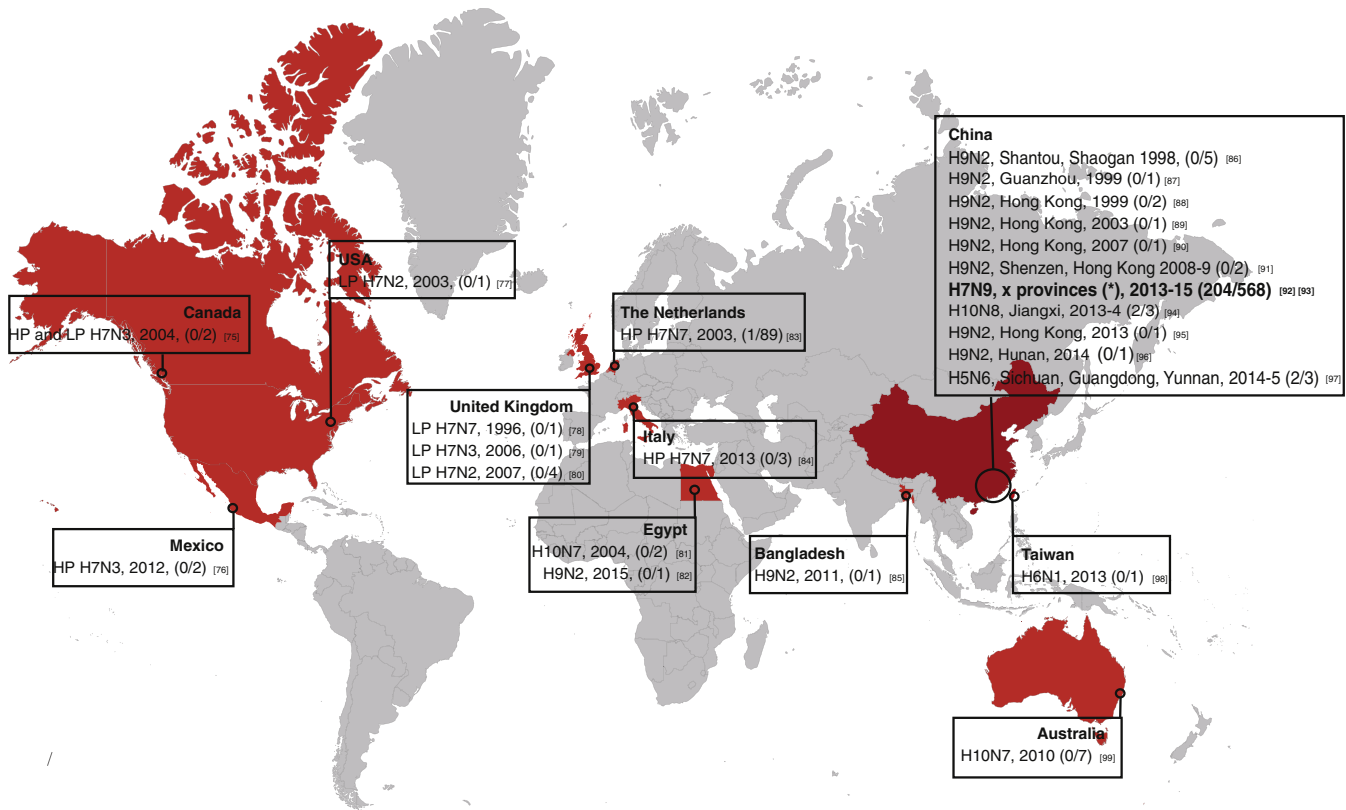 China
H9N2, Shantou, Shaogan 1998, (0/5) [86]
H9N2, Guanzhou, 1999 (0/1) [87]
H9N2, Hong Kong, 1999 (0/2) [88]
H9N2, Hong Kong, 2003 (0/1) [89]
H9N2, Hong Kong, 2007 (0/1) [90]
H9N2, Shenzen, Hong Kong 2008-9 (0/2) [91]
H7N9, x provinces (*), 2013-15 (204/568) [92] [93]
H10N8, Jiangxi, 2013-4 (2/3) [94]
H9N2, Hong Kong, 2013 (0/1) [95]
H9N2, Hunan, 2014 (0/1) [96]
H5N6, Sichuan, Guangdong, Yunnan, 2014-5 (2/3) [97]
USA
LP H7N2, 2003, (0/1) [77]
Canada
HP and LP H7N3, 2004, (0/2) [75]
The Netherlands
HP H7N7, 2003, (1/89) [83]
United Kingdom
LP H7N7, 1996, (0/1) [78]
LP H7N3, 2006, (0/1) [79]
LP H7N2, 2007, (0/4) [80]
Italy
HP H7N7, 2013 (0/3) [84]
Mexico
HP H7N3, 2012, (0/2) [76]
Egypt
H10N7, 2004, (0/2) [81]
H9N2, 2015, (0/1) [82]
Bangladesh
H9N2, 2011, (0/1) [85]
Taiwan
H6N1, 2013 (0/1) [98]
Australia
H10N7, 2010 (0/7) [99]
/